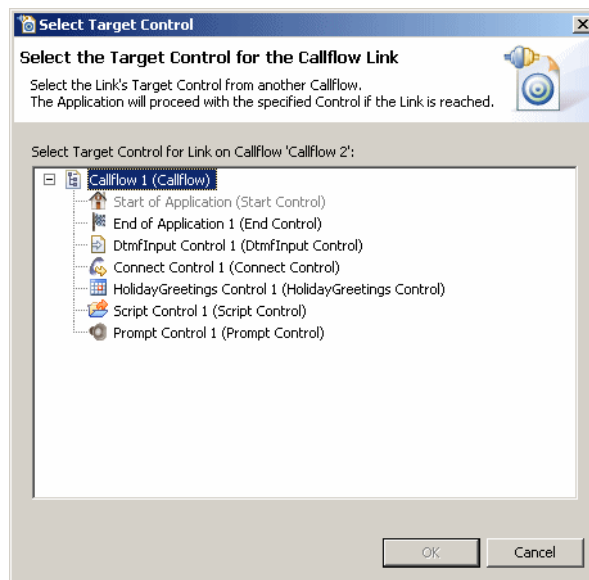 Select Target Control
Select the Target Control for the Callflow Link
Select the Link's Target Control from another Callflow.
The Application will proceed with the specified Control if the Link is reached.
Select Target Control for Link on Callflow 'Callflow 2':
Callflow 1 (Callflow)
Start of Application (Start Control)
End of Application 1 (End Control)
DtmfInput Control 1 (DtmfInput Control)
Connect Control 1 (Connect Control)
HolidayGreetings Control 1 (HolidayGreetings Control)
Script Control 1 (Script Control)
Prompt Control 1 (Prompt Control)
OK
Cancel